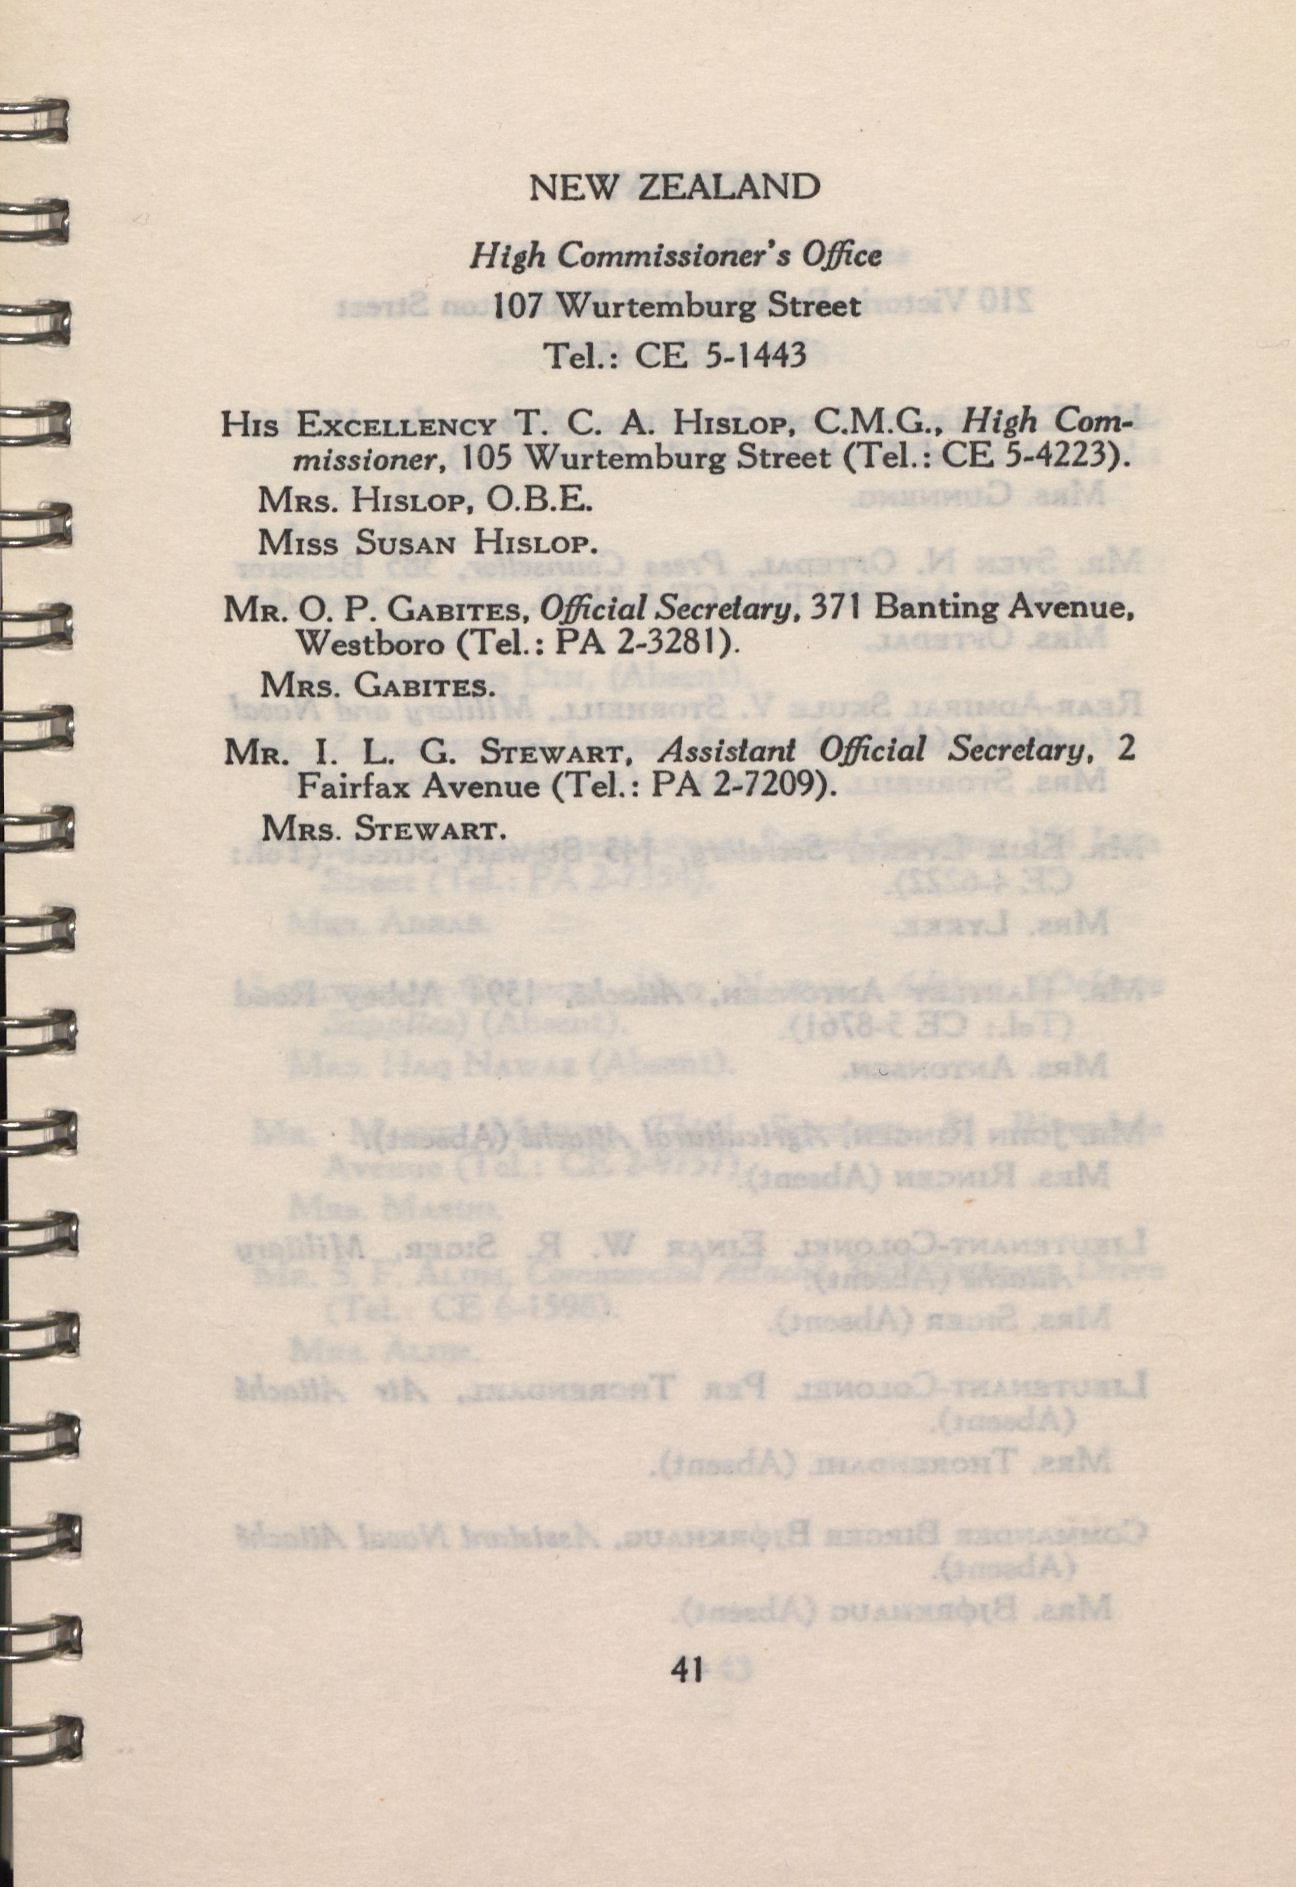 NEW ZEALAND
High Commissioner's Office
107 Wurtemburg Street
Tel.: CE 5-1443
His Excellency T. C. A. Hislop, C.M.G., High Com-
missioner, 105 Wurtemburg Street (Tel.: CE 5-4223).
Mrs. Hislop, O.B.E.
Miss Susan Hislop.
Mr. O. P. Gabites, Official Secretary, 371 Banting Avenue,
Westboro (Tel.: PA 2-3281).
Mrs. Gabites.
Mr. I. L. G. Stewart, Assistant Official Secretary, 2
Fairfax Avenue (Tel.: PA 2-7209).
Mrs. Stewart.
41